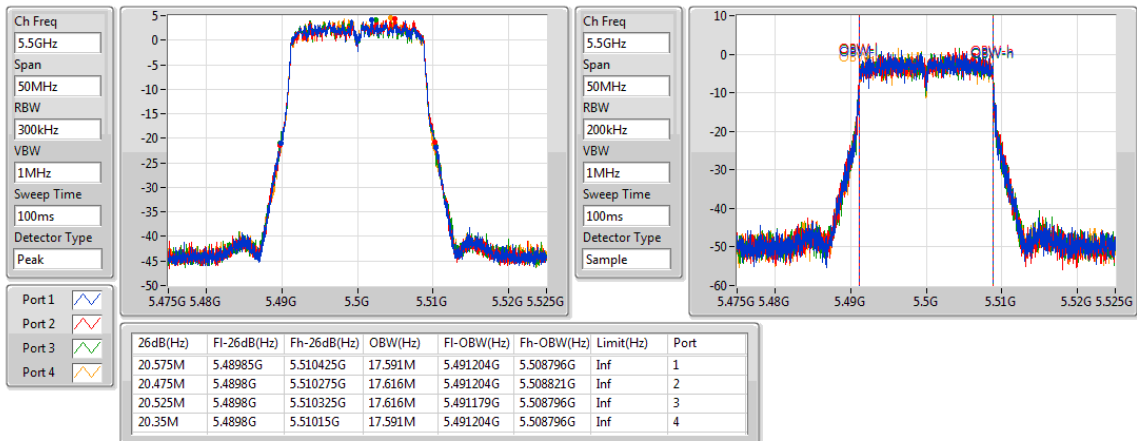 Ch Freq
5.5GHz
Span
50MHz
RBW
300kHz
VBW
1MHz
Sweep Time
100ms
Detector Type
Peak
5
0
-5
-10
-15
-20
-25
-30
-35
-40
-45
-50
5.475G 5.48G 5.49G 5.5G 5.51G 5.52G 5.525G
Ch Freq
5.5GHz
Span
50MHz
RBW
200kHz
VBW
1MHz
Sweep Time
100ms
Detector Type
Sample
10
0
-10
-20
-30
-40
-50
-60
OBW-l OBW-h
5.475G 5.48G 5.49G 5.5G 5.51G 5.52G 5.525G
Port 1
Port 2
Port 3
Port 4
26dB(Hz) Fl-26dB(Hz) Fh-26dB(Hz) OBW(Hz) Fl-OBW(Hz) Fh-OBW(Hz) Limit(Hz) Port
20.575M 5.48985G 5.510425G 17.591M 5.491204G 5.508796G Inf 1
20.475M 5.4898G 5.510275G 17.616M 5.491204G 5.508821G Inf 2
20.525M 5.4898G 5.510325G 17.616M 5.491179G 5.508796G Inf 3
20.35M 5.4898G 5.51015G 17.591M 5.491204G 5.508796G Inf 4